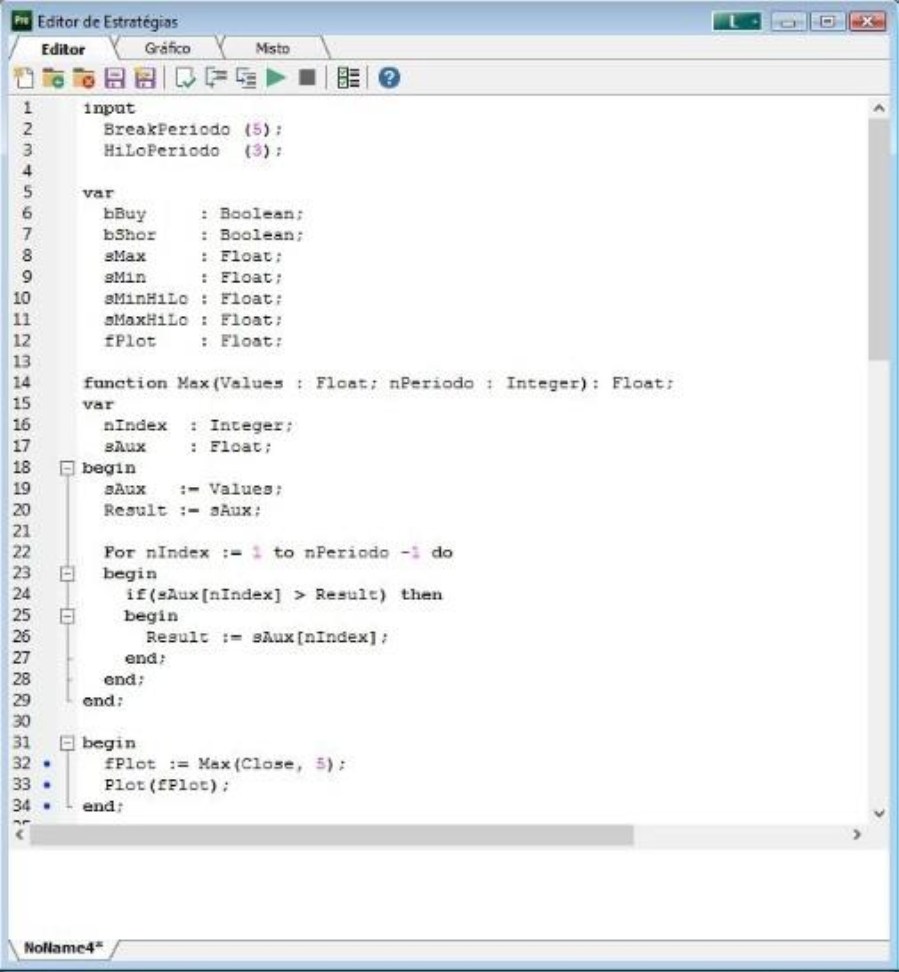 Pro Editor de Estratégias L
Editor Gráfico Misto
1 input
2 BreakPeriodo (5);
3 HiLoPeriodo (3);
4
5 var
6 bBuy : Boolean;
7 bShor : Boolean;
8 sMax : Float;
9 sMin : Float;
10 sMinHiLo : Float;
11 sMaxHiLo : Float;
12 fPlot : Float;
13
14 function Max(Values : Float; nPeriodo : Integer): Float;
15 var
16 nIndex : Integer;
17 sAux : Float;
18 begin
19 sAux := Values;
20 Result := sAux;
21
22 For nIndex := 1 to nPeriodo -1 do
23 begin
24 if(sAux[nIndex] > Result) then
25 begin
26 Result := sAux[nIndex];
27 end;
28 end;
29 end;
30
31 begin
32 fPlot := Max(Close, 5);
33 Plot(fPlot);
34 end;
NoName4*